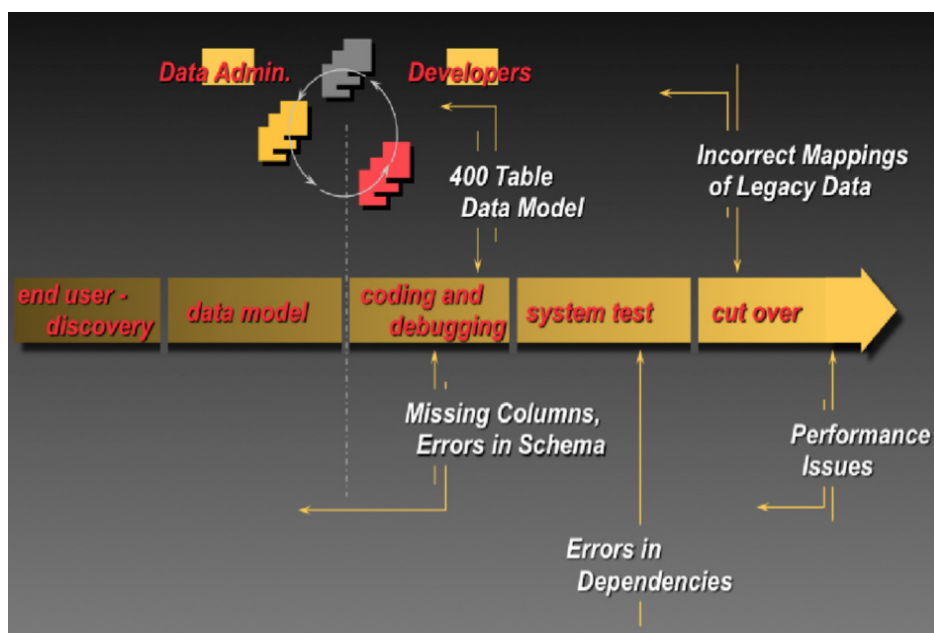 Data Admin.
Developers
400 Table
Data Model
Incorrect Mappings
of Legacy Data
end user -
discovery
data model
coding and
debugging
system test
cut over
Missing Columns,
Errors in Schema
Performance
Issues
Errors in
Dependencies